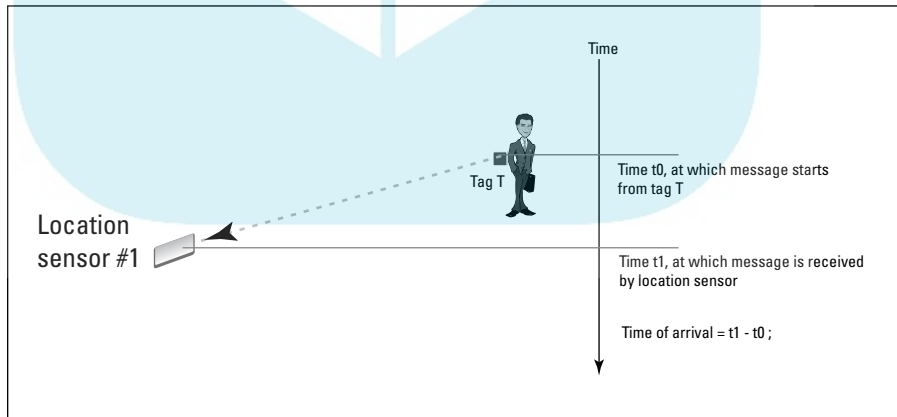 Time
Tag T
Time t0, at which message starts
from tag T
Location
sensor #1
Time t1, at which message is received
by location sensor
Time of arrival = t1 - t0 ;